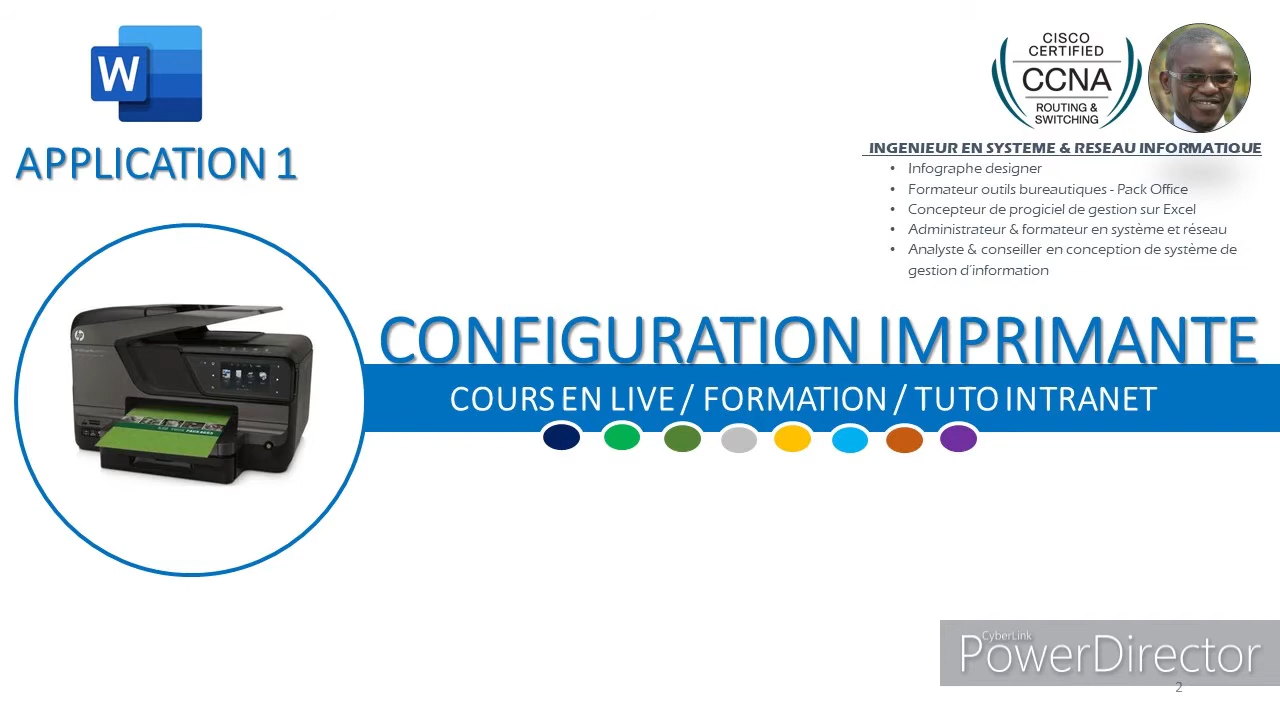 W
APPLICATION 1
CISCO
CERTIFIED
CCNA
ROUTING &
SWITCHING
INGENIEUR EN SYSTEME & RESEAU INFORMATIQUE
• Infographe designer
• Formateur outils bureautiques - Pack Office
• Concepteur de progiciel de gestion sur Excel
• Administrateur & formateur en système et réseau
• Analyste & conseiller en conception de système de
gestion d'information
hp
CONFIGURATION IMPRIMANTE
COURS EN LIVE / FORMATION / TUTO INTRANET
CyberLink
PowerDirector
2